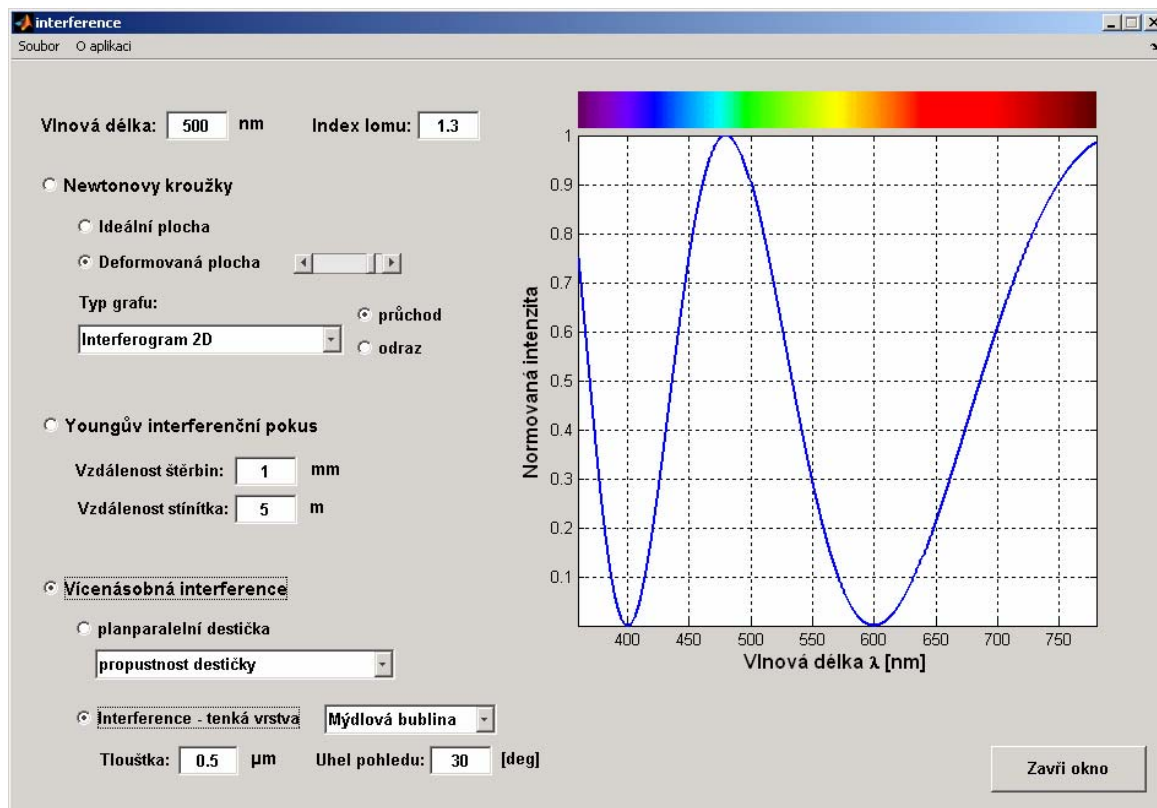 interference
Soubor O aplikaci
Vlnová délka: 500 nm Index lomu: 1.3
Newtonovy kroužky
Ideální plocha
Deformovaná plocha
Typ grafu:
Interferogram 2D
průchod
odraz
Youngův interferenční pokus
Vzdálenost štěrbin: 1 mm
Vzdálenost stínítka: 5 m
Vícenásobná interference
planparalelní destička
propustnost destičky
Interference - tenká vrstva Mýdlová bublina
Tlouštka: 0.5 µm Uhel pohledu: 30 [deg]
Normovaná intenzita
1
0.9
0.8
0.7
0.6
0.5
0.4
0.3
0.2
0.1
400 450 500 550 600 650 700 750
Vlnová délka λ [nm]
Zavři okno